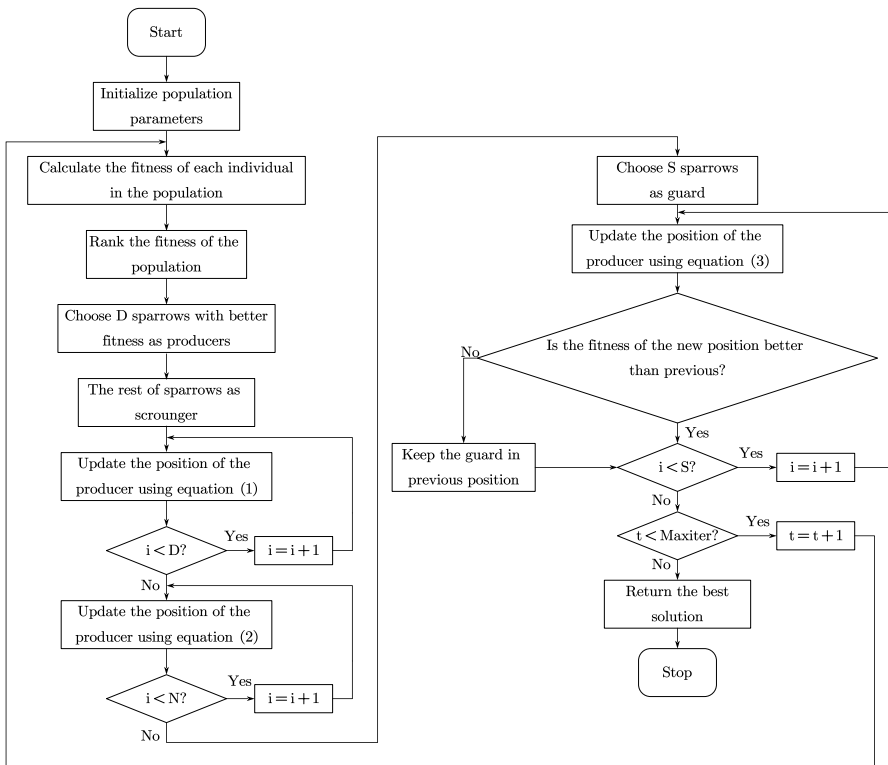 Start
Initialize population
parameters
Calculate the fitness of each individual
in the population
Rank the fitness of the
population
Choose D sparrows with better
fitness as producers
The rest of sparrows as
scrounger
Update the position of the
producer using equation (1)
i < D?
Yes
i = i + 1
No
Update the position of the
producer using equation (2)
i < N?
Yes
i = i + 1
No
Choose S sparrows
as guard
Update the position of the
producer using equation (3)
Is the fitness of the new position better
than previous?
No
Yes
Keep the guard in
previous position
i < S?
Yes
i = i + 1
No
t < Maxiter?
Yes
t = t + 1
No
Return the best
solution
Stop